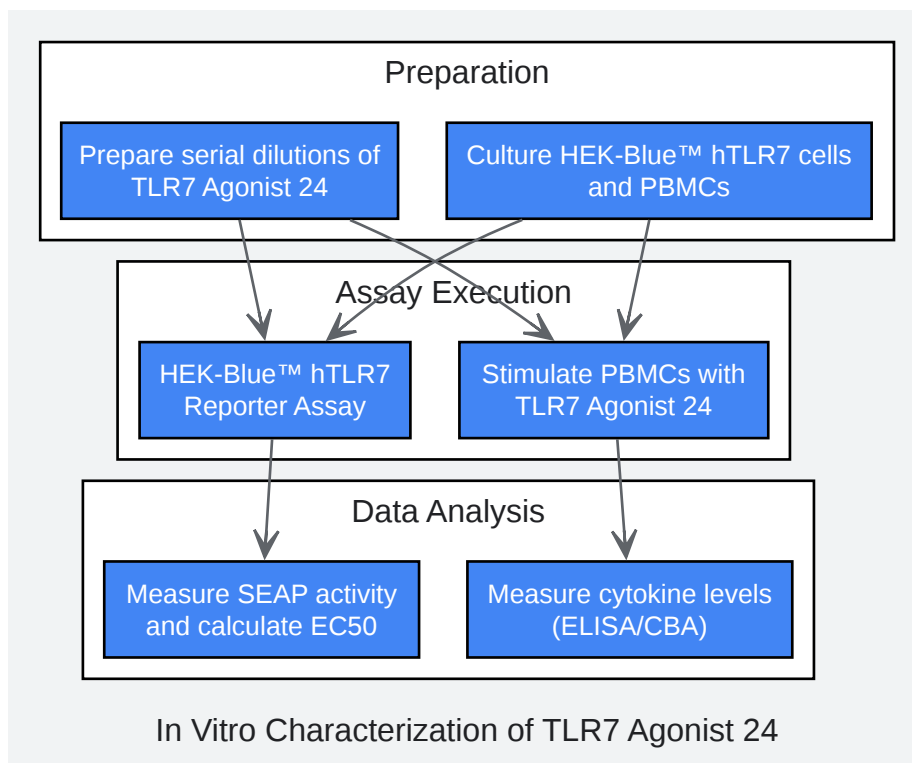 Preparation
Prepare serial dilutions of
TLR7 Agonist 24
Culture HEK-Blue™ hTLR7 cells
and PBMCs
Assay Execution
HEK-Blue™ hTLR7
Reporter Assay
Stimulate PBMCs with
TLR7 Agonist 24
Data Analysis
Measure SEAP activity
and calculate EC50
Measure cytokine levels
(ELISA/CBA)
In Vitro Characterization of TLR7 Agonist 24